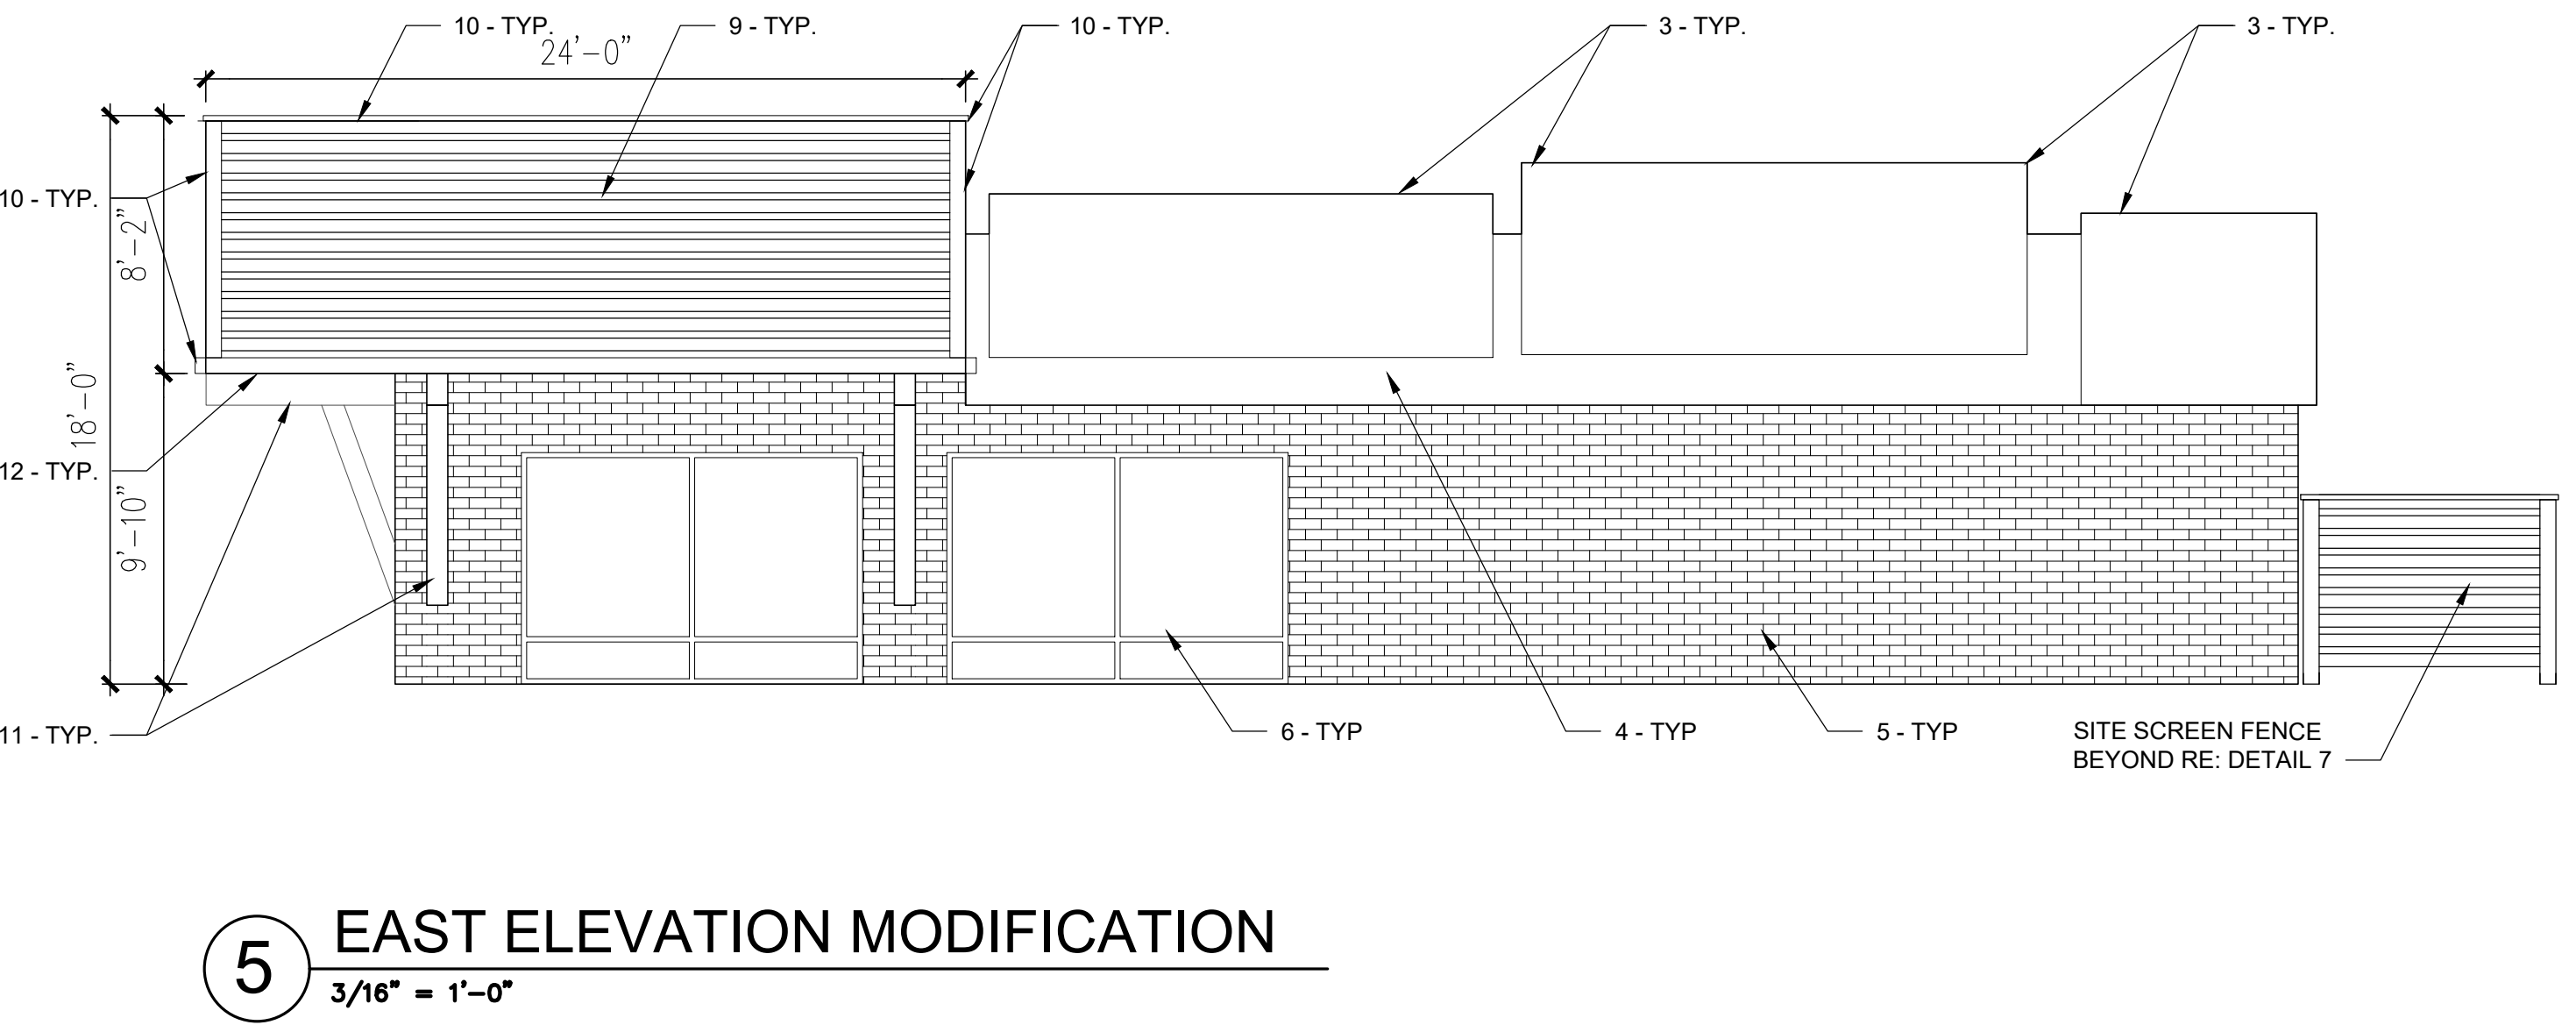 10 - TYP.
9 - TYP.
10 - TYP.
3 - TYP.
3 - TYP.
24'-0"
10 - TYP.
8'-2"
18'-0"
12 - TYP.
9'-10"
11 - TYP.
6 - TYP
4 - TYP
5 - TYP
SITE SCREEN FENCE
BEYOND RE: DETAIL 7
5
EAST ELEVATION MODIFICATION
3/16" = 1'-0"